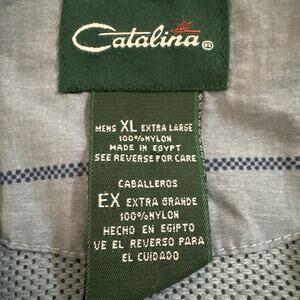 Catalina®
MENS XL EXTRA LARGE
100%NYLON
MADE IN EGYPT
SEE REVERSE FOR CARE
CABALLEROS
EX EXTRA GRANDE
100%NYLON
HECHO EN EGIPTO
VE EL REVERSO PARA
EL CUIDADO